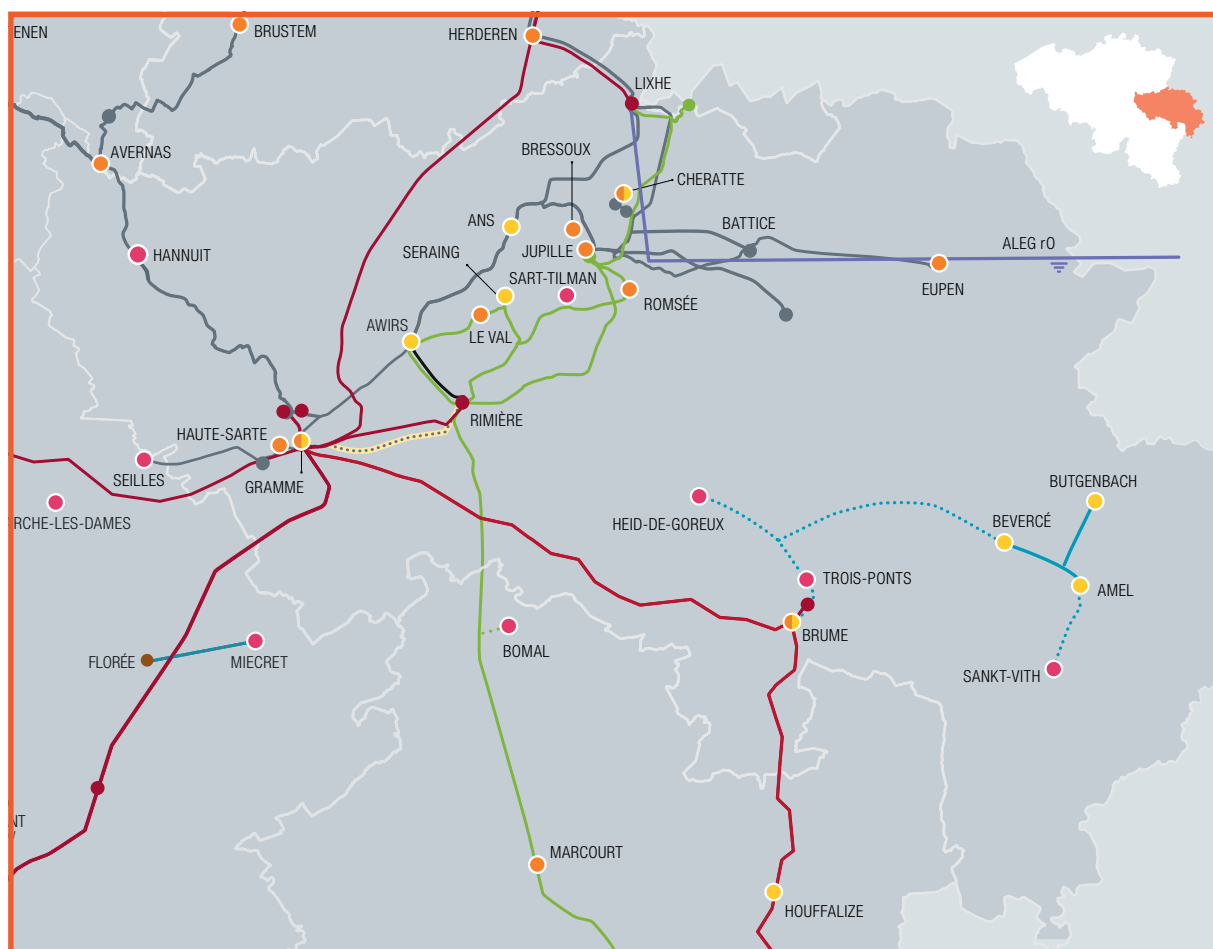 ENEN
BRUSTEM
HERDEREN
LIXHE
AVERNAS
BRESSOUX
CHERATTE
HANNUIT
ANS
BATTICE
SERAING
JUPILLE
ALEG rO
SART-TILMAN
EUPEN
ROMSÉE
AWIRS
LE VAL
RIMIÈRE
HAUTE-SARTE
SEILLES
GRAMME
BUTGENBACH
RCHE-LES-DAMES
HEID-DE-GOREUX
BEVERCÉ
TROIS-PONTS
AMEL
BRUME
BOMAL
FLORÉE
MIECRET
SANKT-VITH
NT
MARCOURT
HOUFFALIZE